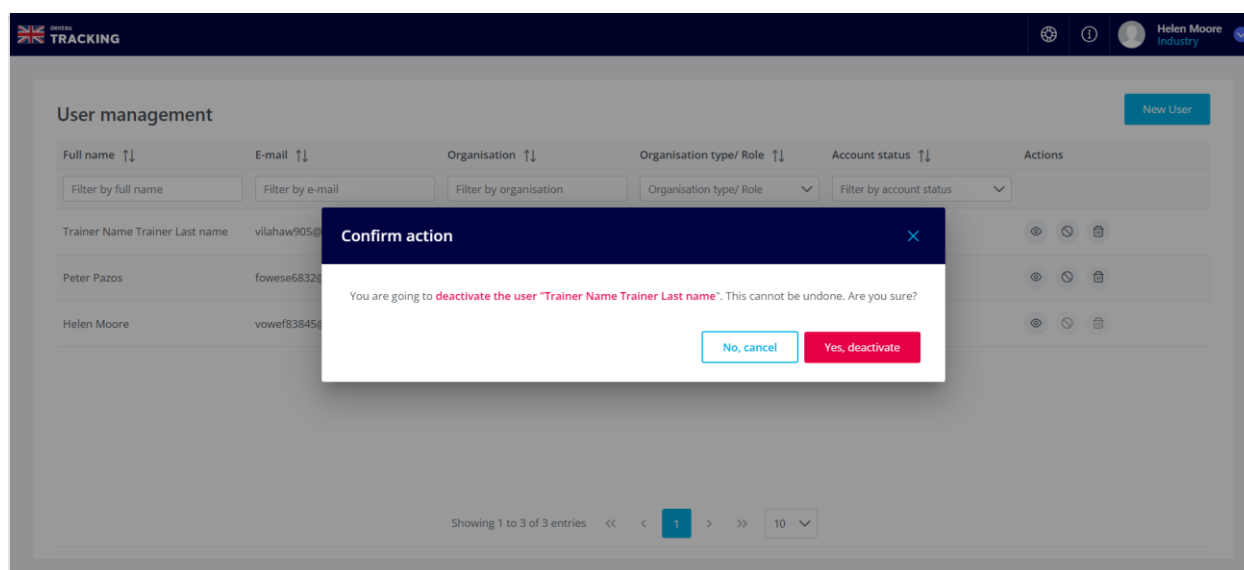 dentsu
TRACKING
Helen Moore
Industry
User management
New User
Full name
E-mail
Organisation
Organisation type/ Role
Account status
Actions
Filter by full name
Filter by e-mail
Filter by organisation
Organisation type/ Role
Filter by account status
Trainer Name Trainer Last name
vilahaw905@
Confirm action
Peter Pazos
fowese6832@
You are going to deactivate the user "Trainer Name Trainer Last name". This cannot be undone. Are you sure?
Helen Moore
vowef83845@
No, cancel
Yes, deactivate
Showing 1 to 3 of 3 entries
1
10